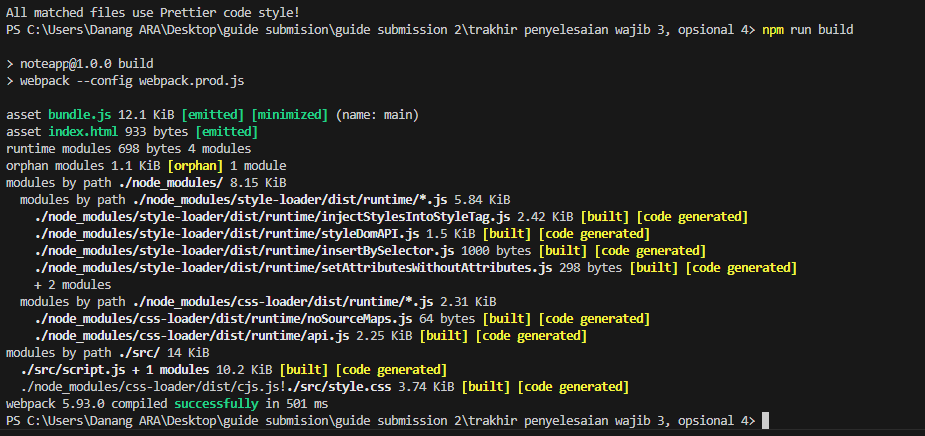 All matched files use Prettier code style!
PS C:\Users\Danang ARA\Desktop\guide submision\guide submission 2\trakhir penyelesaian wajib 3, opsional 4> npm run build
> noteapp@1.0.0 build
> webpack --config webpack.prod.js
asset bundle.js 12.1 KiB [emitted] [minimized] (name: main)
asset index.html 933 bytes [emitted]
runtime modules 698 bytes 4 modules
orphan modules 1.1 KiB [orphan] 1 module
modules by path ./node_modules/ 8.15 KiB
modules by path ./node_modules/style-loader/dist/runtime/*.js 5.84 KiB
./node_modules/style-loader/dist/runtime/injectStylesIntoStyleTag.js 2.42 KiB [built] [code generated]
./node_modules/style-loader/dist/runtime/styleDomAPI.js 1.5 KiB [built] [code generated]
./node_modules/style-loader/dist/runtime/insertBySelector.js 1000 bytes [built] [code generated]
./node_modules/style-loader/dist/runtime/setAttributesWithoutAttributes.js 298 bytes [built] [code generated]
+ 2 modules
modules by path ./node_modules/css-loader/dist/runtime/*.js 2.31 KiB
./node_modules/css-loader/dist/runtime/noSourceMaps.js 64 bytes [built] [code generated]
./node_modules/css-loader/dist/runtime/api.js 2.25 KiB [built] [code generated]
modules by path ./src/ 14 KiB
./src/script.js + 1 modules 10.2 KiB [built] [code generated]
./node_modules/css-loader/dist/cjs.js!./src/style.css 3.74 KiB [built] [code generated]
webpack 5.93.0 compiled successfully in 501 ms
PS C:\Users\Danang ARA\Desktop\guide submision\guide submission 2\trakhir penyelesaian wajib 3, opsional 4>